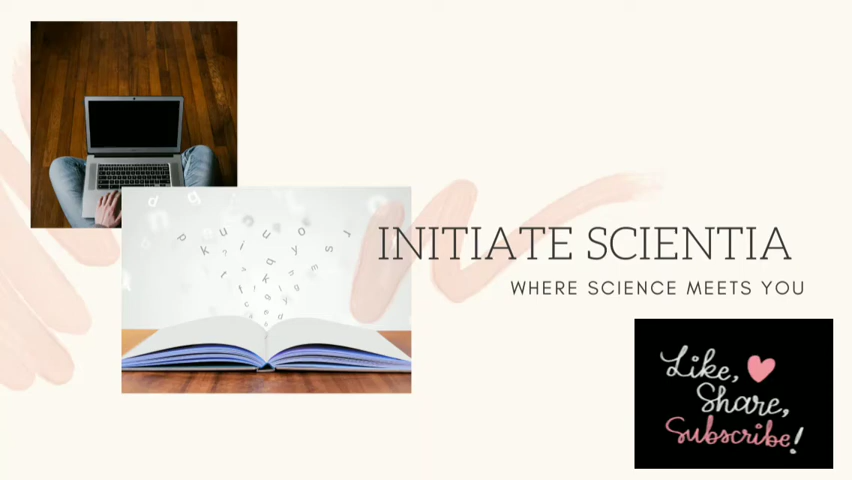 INITIATE SCIENTIA
WHERE SCIENCE MEETS YOU
Like,
Share,
Subscribe!